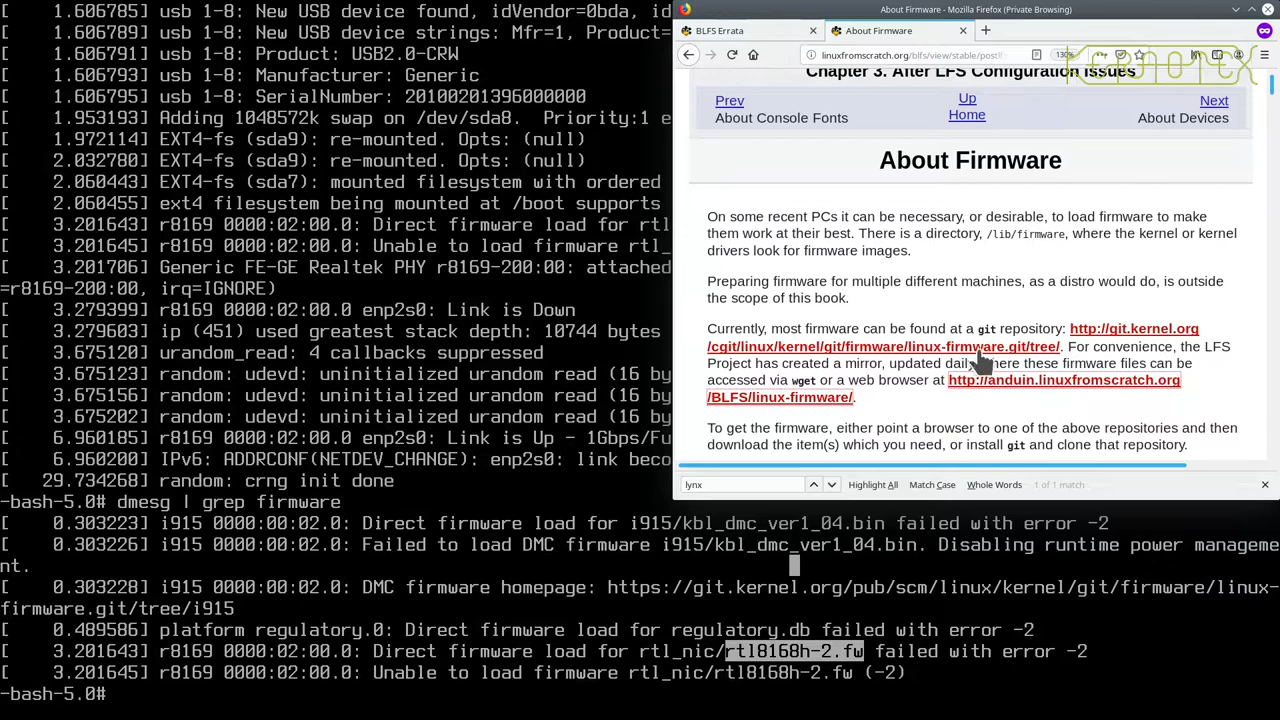 [    1.606785] usb 1-8: New USB device found, idVendor=0bda, id
[    1.606788] usb 1-8: New USB device strings: Mfr=1, Product=
[    1.606791] usb 1-8: Product: USB2.0-CRW
[    1.606793] usb 1-8: Manufacturer: Generic
[    1.606795] usb 1-8: SerialNumber: 20100201396000000
[    1.953193] Adding 1048572k swap on /dev/sda8.  Priority:1 e
[    1.972114] EXT4-fs (sda9): re-mounted. Opts: (null)
[    2.032780] EXT4-fs (sda9): re-mounted. Opts: (null)
[    2.060443] EXT4-fs (sda7): mounted filesystem with ordered
[    2.060455] ext4 filesystem being mounted at /boot supports
[    3.201643] r8169 0000:02:00.0: Direct firmware load for rtl
[    3.201645] r8169 0000:02:00.0: Unable to load firmware rtl_
[    3.201706] Generic FE-GE Realtek PHY r8169-200:00: attached
=r8169-200:00, irq=IGNORE)
[    3.279399] r8169 0000:02:00.0 enp2s0: Link is Down
[    3.279603] ip (451) used greatest stack depth: 10744 bytes
[    3.675120] urandom_read: 4 callbacks suppressed
[    3.675121] random: udevd: uninitialized urandom read (16 by
[    3.675156] random: udevd: uninitialized urandom read (16 by
[    3.675202] random: udevd: uninitialized urandom read (16 by
[    6.960185] r8169 0000:02:00.0 enp2s0: Link is Up - 1Gbps/Fu
[    6.960200] IPv6: ADDRCONF(NETDEV_CHANGE): enp2s0: link beco
[   29.734268] random: crng init done
-bash-5.0# dmesg | grep firmware
[    0.303223] i915 0000:00:02.0: Direct firmware load for i915/kbl_dmc_ver1_04.bin failed with error -2
[    0.303226] i915 0000:00:02.0: Failed to load DMC firmware i915/kbl_dmc_ver1_04.bin. Disabling runtime power manageme
nt.
[    0.303228] i915 0000:00:02.0: DMC firmware homepage: https://git.kernel.org/pub/scm/linux/kernel/git/firmware/linux-
firmware.git/tree/i915
[    0.489586] platform regulatory.0: Direct firmware load for regulatory.db failed with error -2
[    3.201643] r8169 0000:02:00.0: Direct firmware load for rtl_nic/rtl8168h-2.fw failed with error -2
[    3.201645] r8169 0000:02:00.0: Unable to load firmware rtl_nic/rtl8168h-2.fw (-2)
-bash-5.0#
About Firmware - Mozilla Firefox (Private Browsing)
BLFS Errata
About Firmware
linuxfromscratch.org/blfs/view/stable/postlf
130%
KERNOTEX
Chapter 3. After LFS Configuration Issues
Prev Up Next
About Console Fonts Home About Devices
About Firmware
On some recent PCs it can be necessary, or desirable, to load firmware to make
them work at their best. There is a directory, /lib/firmware, where the kernel or kernel
drivers look for firmware images.
Preparing firmware for multiple different machines, as a distro would do, is outside
the scope of this book.
Currently, most firmware can be found at a git repository: http://git.kernel.org
/cgit/linux/kernel/git/firmware/linux-firmware.git/tree/. For convenience, the LFS
Project has created a mirror, updated daily, where these firmware files can be
accessed via wget or a web browser at http://anduin.linuxfromscratch.org
/BLFS/linux-firmware/.
To get the firmware, either point a browser to one of the above repositories and then
download the item(s) which you need, or install git and clone that repository.
lynx
Highlight All Match Case Whole Words 1 of 1 match